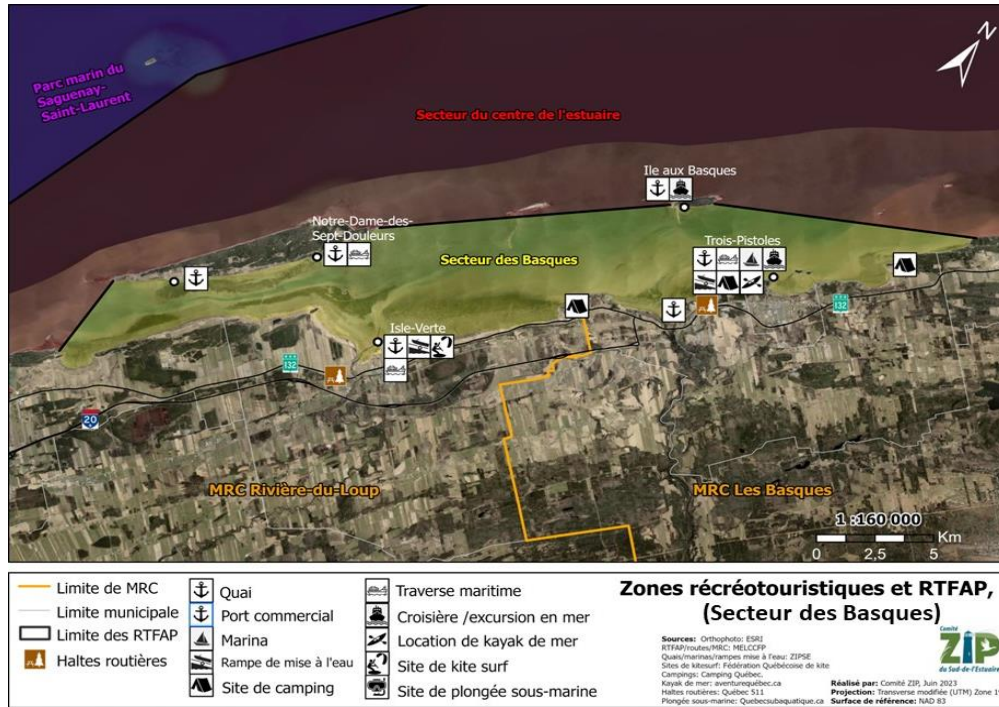 N
Parc marin du
Saguenay-
Saint-Laurent
Secteur du centre de l'estuaire
Ile aux Basques
Notre-Dame-des-
Sept-Douleurs
Trois-Pistoles
Secteur des Basques
Isle-Verte
132
132
20
MRC Rivière-du-Loup
MRC Les Basques
1 :160 000
Km
0 2,5 5
Limite de MRC
Limite municipale
Limite des RTFAP
Haltes routières
Quai
Port commercial
Marina
Rampe de mise à l'eau
Site de camping
Traverse maritime
Croisière /excursion en mer
Location de kayak de mer
Site de kite surf
Site de plongée sous-marine
Zones récréotouristiques et RTFAP,
(Secteur des Basques)
Sources: Orthophoto: ESRI
RTFAP/routes/MRC: MELCCFP
Quais/marinas/rampes mise à l'eau: ZIPSE
Sites de kitesurf: Fédération Québécoise de kite
Campings: Camping Québec.
Kayak de mer: aventurequébec.ca
Haltes routières: Québec 511
Plongée sous-marine: Quebecsubaquatique.ca
Comité
ZIP
du Sud-de-l'Estuaire
Réalisé par: Comité ZIP, Juin 2023
Projection: Transverse modifiée (UTM) Zone
Surface de référence: NAD 83